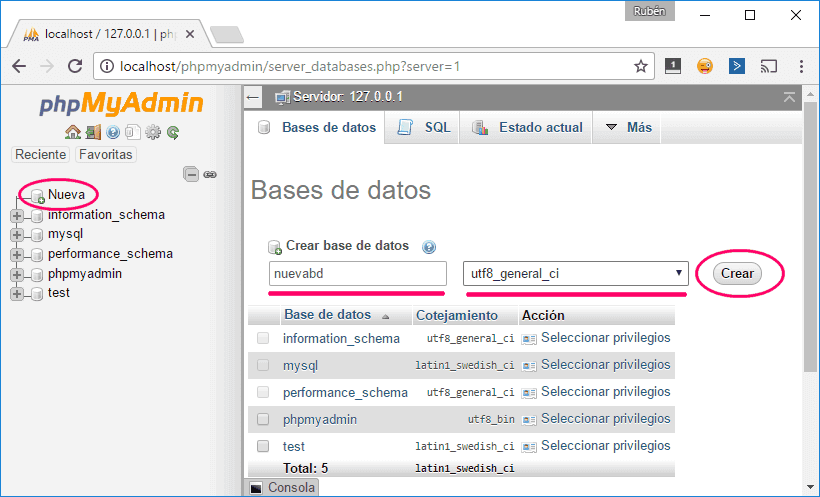 Rubén
PMA localhost / 127.0.0.1 | ph
localhost/phpmyadmin/server_databases.php?server=1
1
phpMyAdmin
Reciente Favoritas
Nueva
information_schema
mysql
performance_schema
phpmyadmin
test
Servidor: 127.0.0.1
Bases de datos SQL Estado actual Más
Bases de datos
Crear base de datos
nuevabd utf8_general_ci Crear
Base de datos Cotejamiento Acción
information_schema utf8_general_ci Seleccionar privilegios
mysql latin1_swedish_ci Seleccionar privilegios
performance_schema utf8_general_ci Seleccionar privilegios
phpmyadmin utf8_bin Seleccionar privilegios
test latin1_swedish_ci Seleccionar privilegios
Total: 5 latin1_swedish_ci
Consola